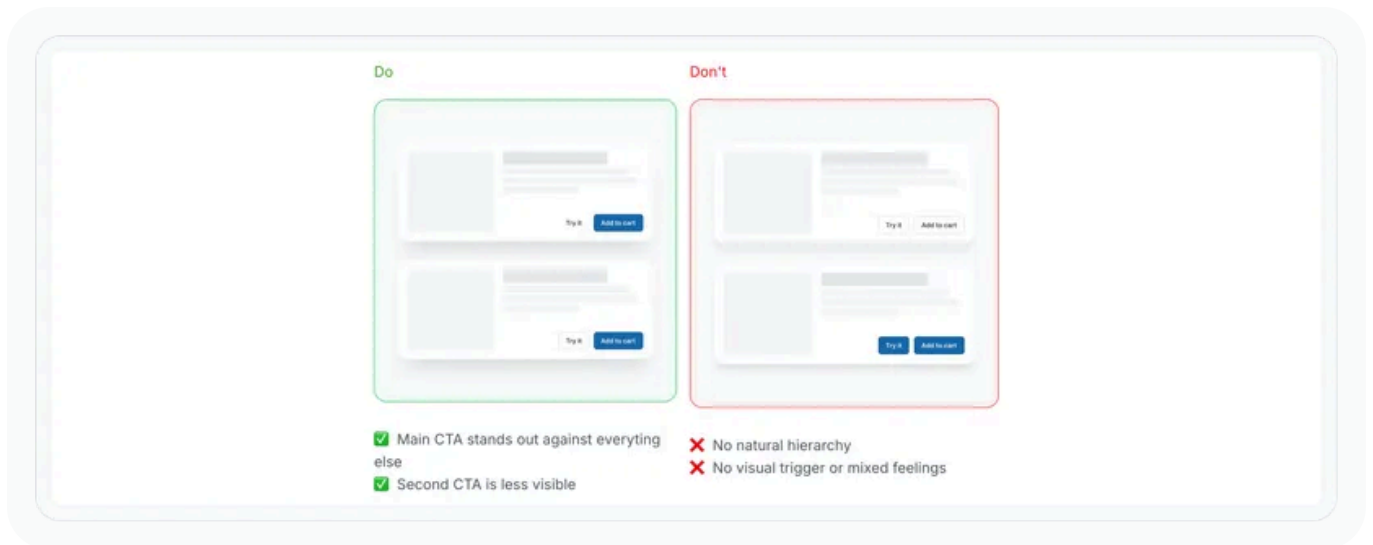 Do
Don't
Try it Add to cart
Try it Add to cart
Try it Add to cart
Try it Add to cart
✅ Main CTA stands out against everyting
else
✅ Second CTA is less visible
❌ No natural hierarchy
❌ No visual trigger or mixed feelings